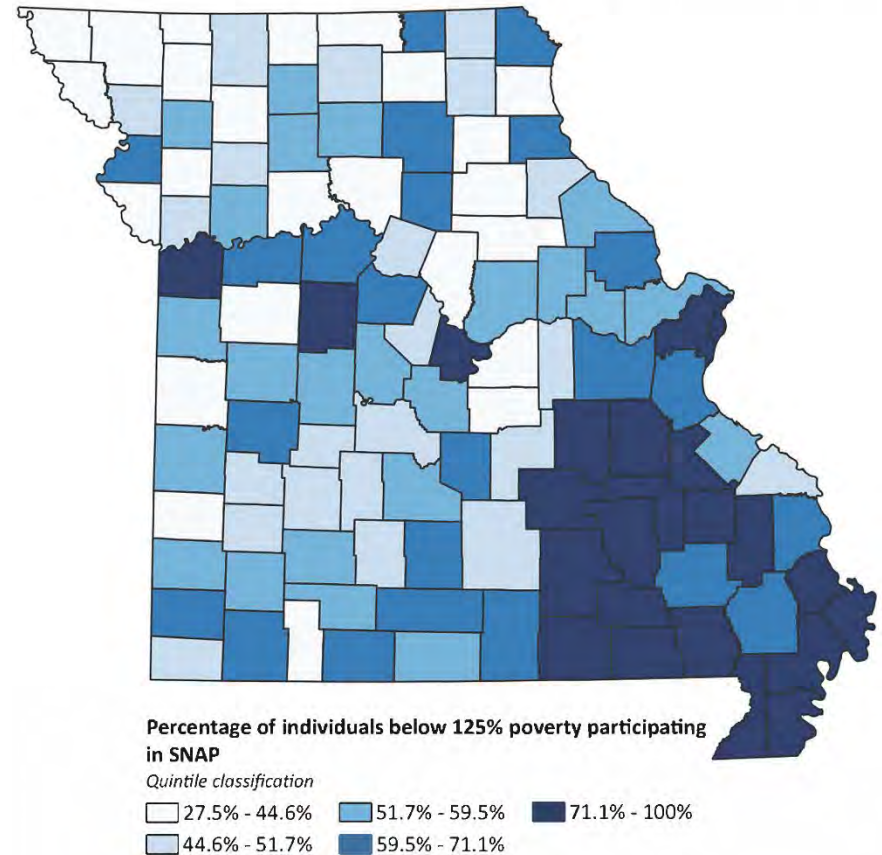 Percentage of individuals below 125% poverty participating
in SNAP
Quintile classification
27.5% - 44.6%
51.7% - 59.5%
71.1% - 100%
44.6% - 51.7%
59.5% - 71.1%